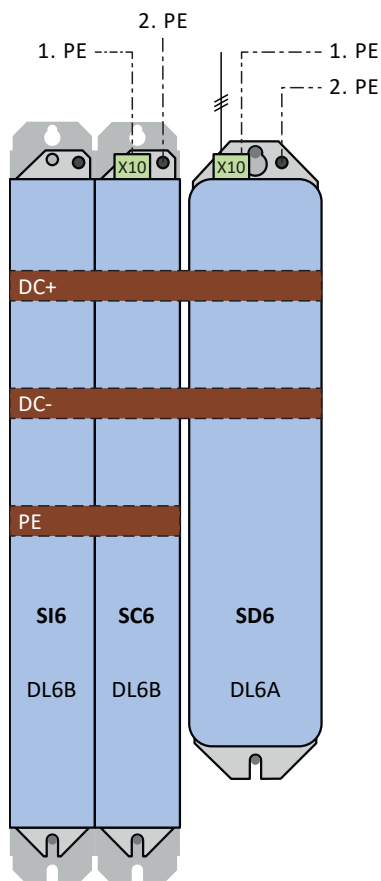 2. PE
1. PE
1. PE
2. PE
X10
X10
DC+
DC-
PE
SI6
SC6
SD6
DL6B
DL6B
DL6A